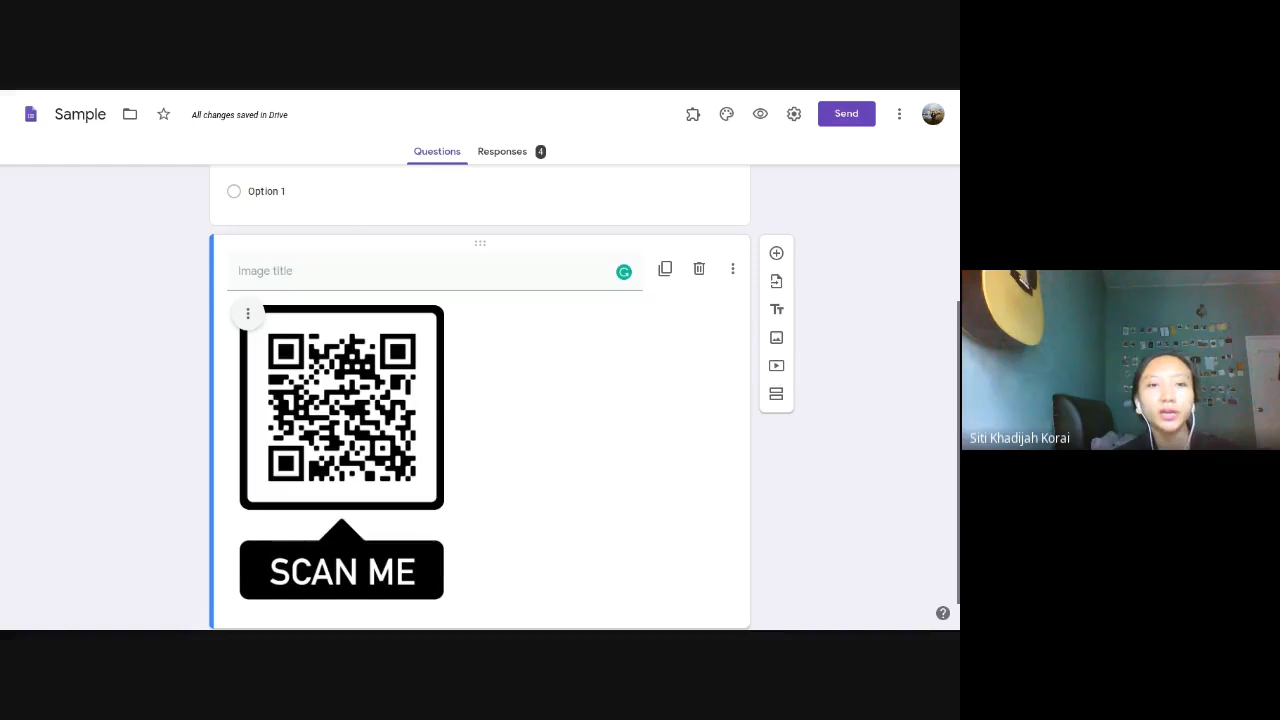 Sample
All changes saved in Drive
Send
Questions
Responses 4
Option 1
Image title
SCAN ME
Siti Khadijah Korai